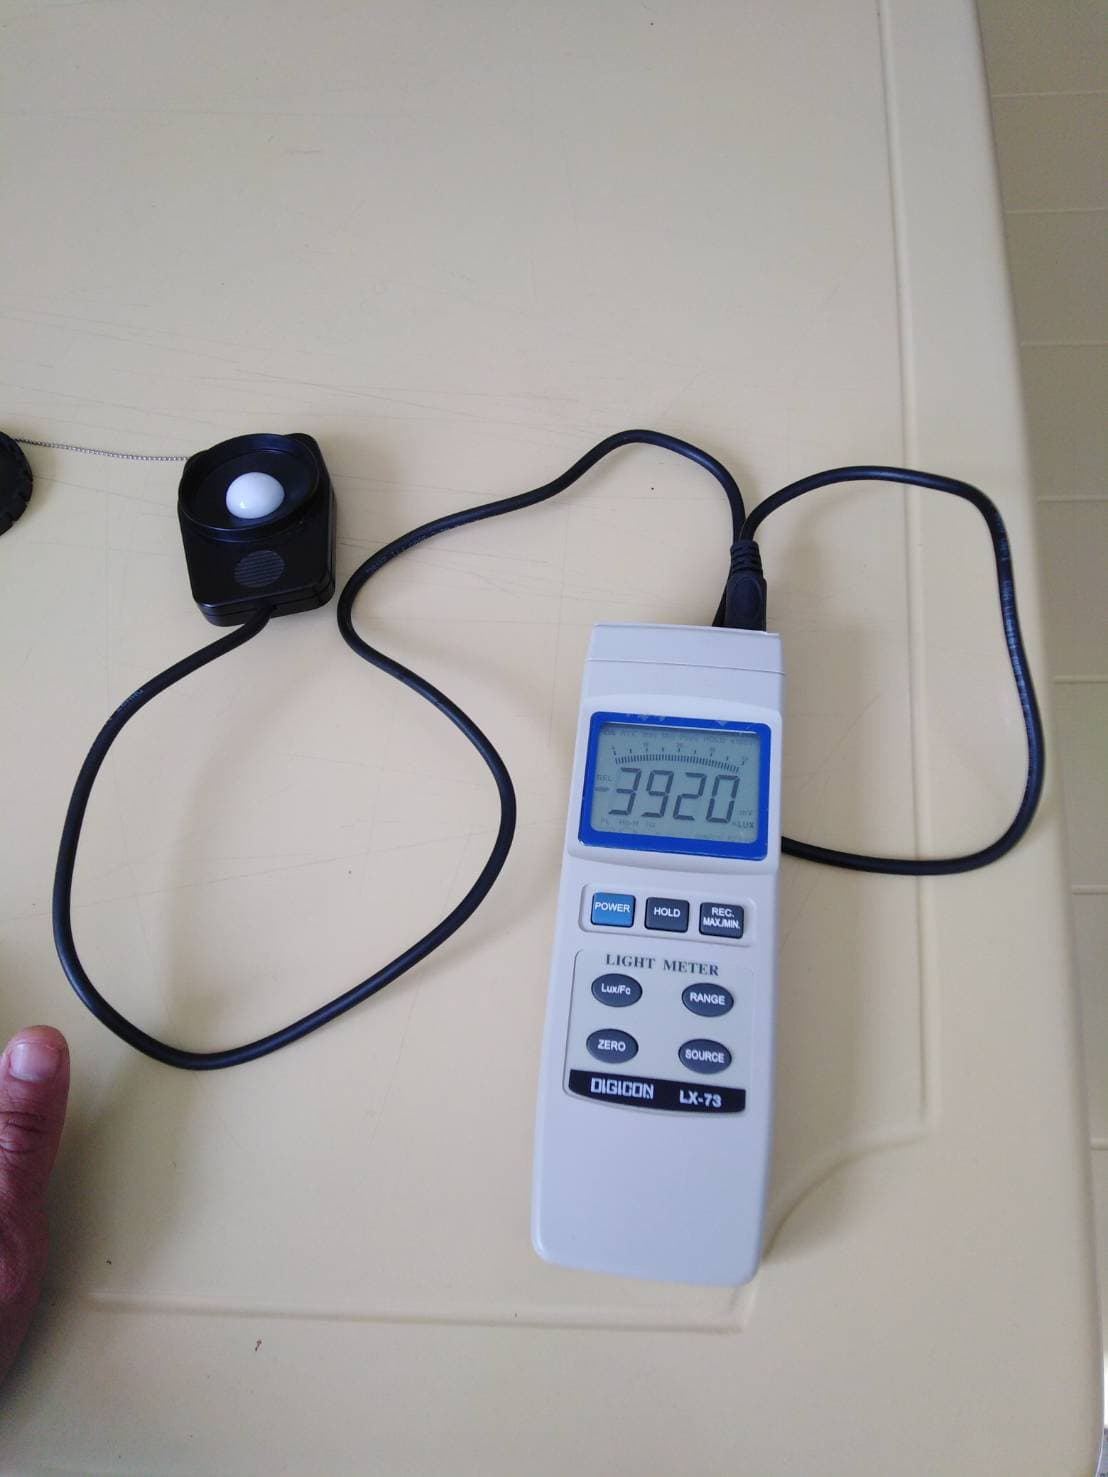 3920
LUX
POWER
HOLD
REC.
MAX./MIN.
LIGHT METER
Lux/Fc
RANGE
ZERO
SOURCE
DIGICON LX-73